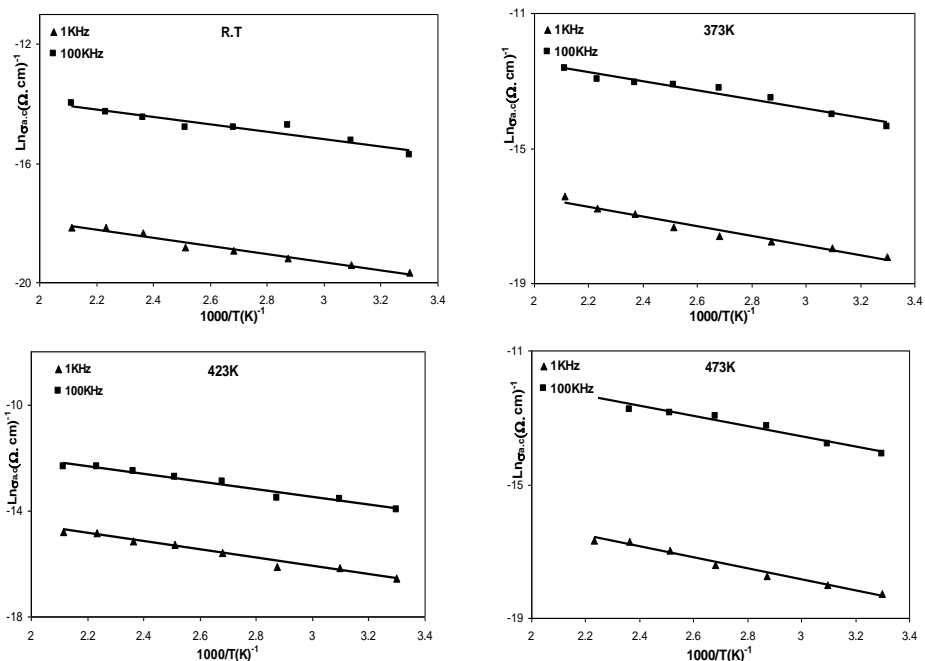 R.T
▲ 1KHz
■ 100KHz
Lnσa.c(Ω. cm)-1
-12
-16
-20
2 2.2 2.4 2.6 2.8 3 3.2 3.4
1000/T(K)-1
373K
▲ 1KHz
■ 100KHz
Lnσa.c(Ω. cm)-1
-11
-15
-19
2 2.2 2.4 2.6 2.8 3 3.2 3.4
1000/T(K)-1
423K
▲ 1KHz
■ 100KHz
Lnσa.c(Ω. cm)-1
-10
-14
-18
2 2.2 2.4 2.6 2.8 3 3.2 3.4
1000/T(K)-1
473K
▲ 1KHz
■ 100KHz
Lnσa.c(Ω. cm)-1
-11
-15
-19
2 2.2 2.4 2.6 2.8 3 3.2 3.4
1000/T(K)-1